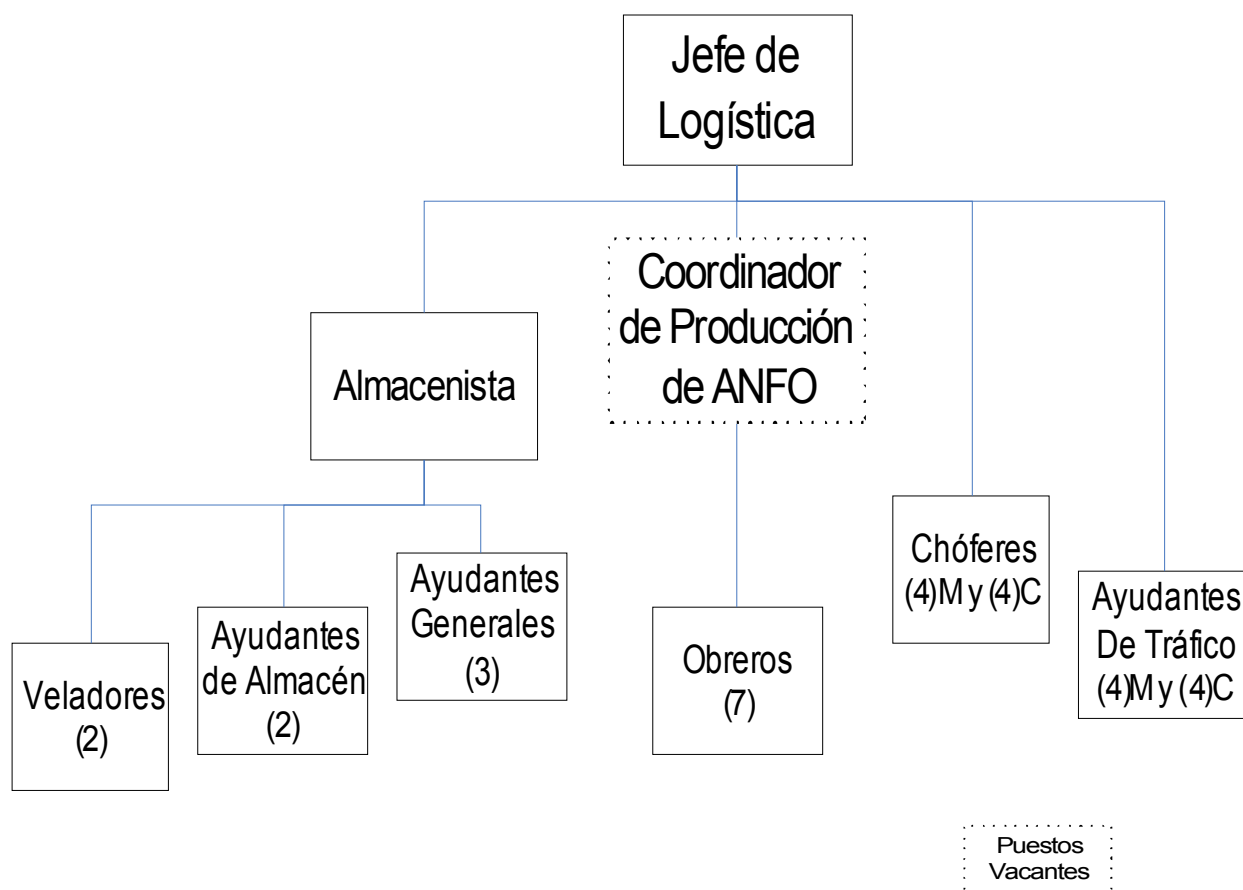 Jefe de
Logística
Coordinador
de Producción
de ANFO
Almacenista
Chóferes
(4)M y (4)C
Ayudantes
De Tráfico
(4)M y (4)C
Ayudantes
Generales
(3)
Ayudantes
de Almacén
(2)
Obreros
(7)
Veladores
(2)
Puestos
Vacantes